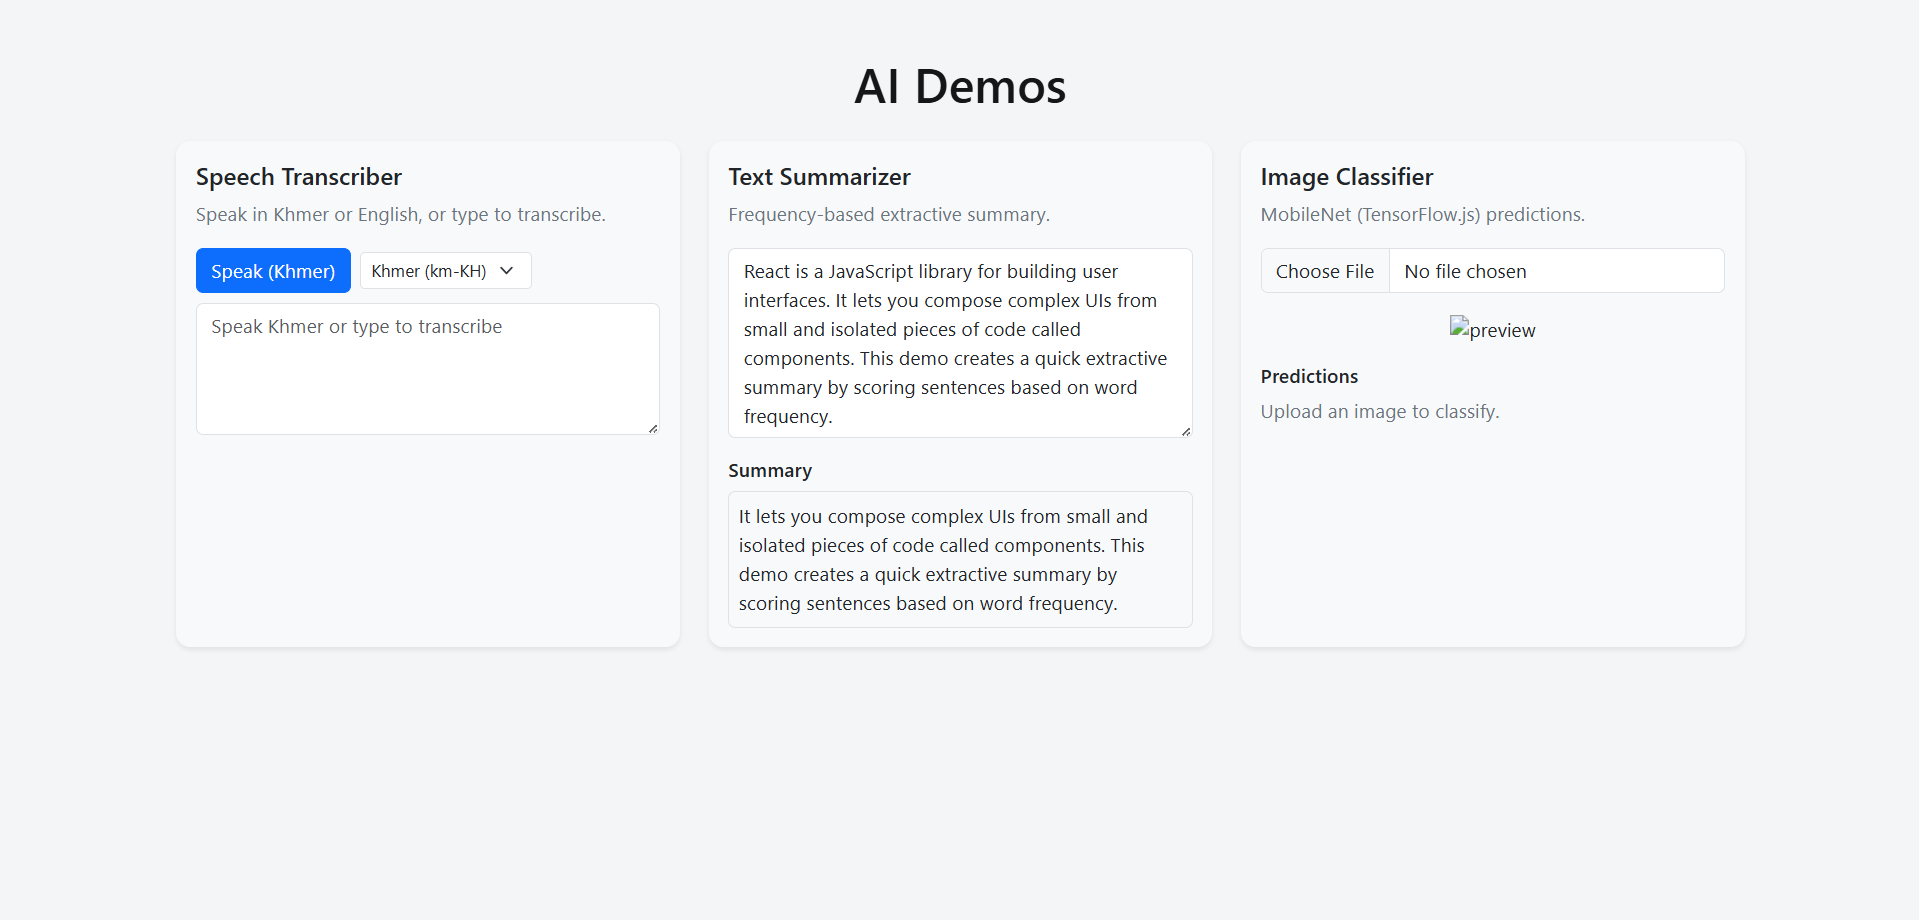 AI Demos
Speech Transcriber
Speak in Khmer or English, or type to transcribe.
Speak (Khmer)
Khmer (km-KH)
Speak Khmer or type to transcribe
Text Summarizer
Frequency-based extractive summary.
React is a JavaScript library for building user
interfaces. It lets you compose complex UIs from
small and isolated pieces of code called
components. This demo creates a quick extractive
summary by scoring sentences based on word
frequency.
Summary
It lets you compose complex UIs from small and
isolated pieces of code called components. This
demo creates a quick extractive summary by
scoring sentences based on word frequency.
Image Classifier
MobileNet (TensorFlow.js) predictions.
Choose File No file chosen
preview
Predictions
Upload an image to classify.